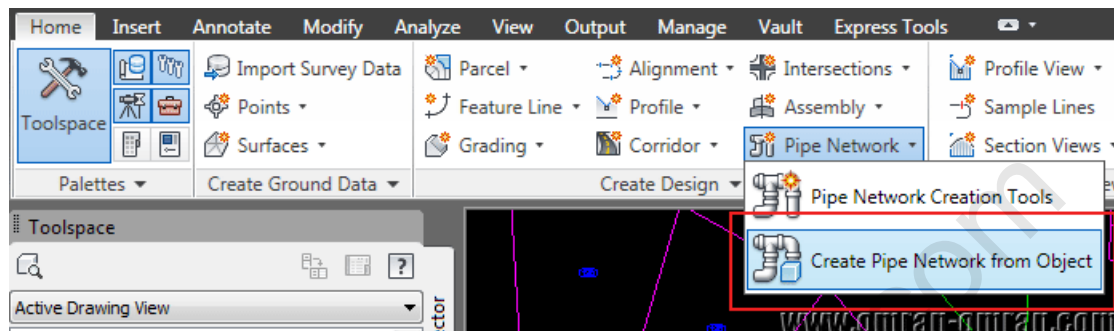 Home Insert Annotate Modify Analyze View Output Manage Vault Express Tools
Toolspace
Import Survey Data
Points
Surfaces
Parcel
Feature Line
Grading
Alignment
Profile
Corridor
Intersections
Assembly
Pipe Network
Profile View
Sample Lines
Section Views
Palettes
Create Ground Data
Create Design
Pipe Network Creation Tools
Create Pipe Network from Object
Toolspace
Active Drawing View
www.omran-omran.com